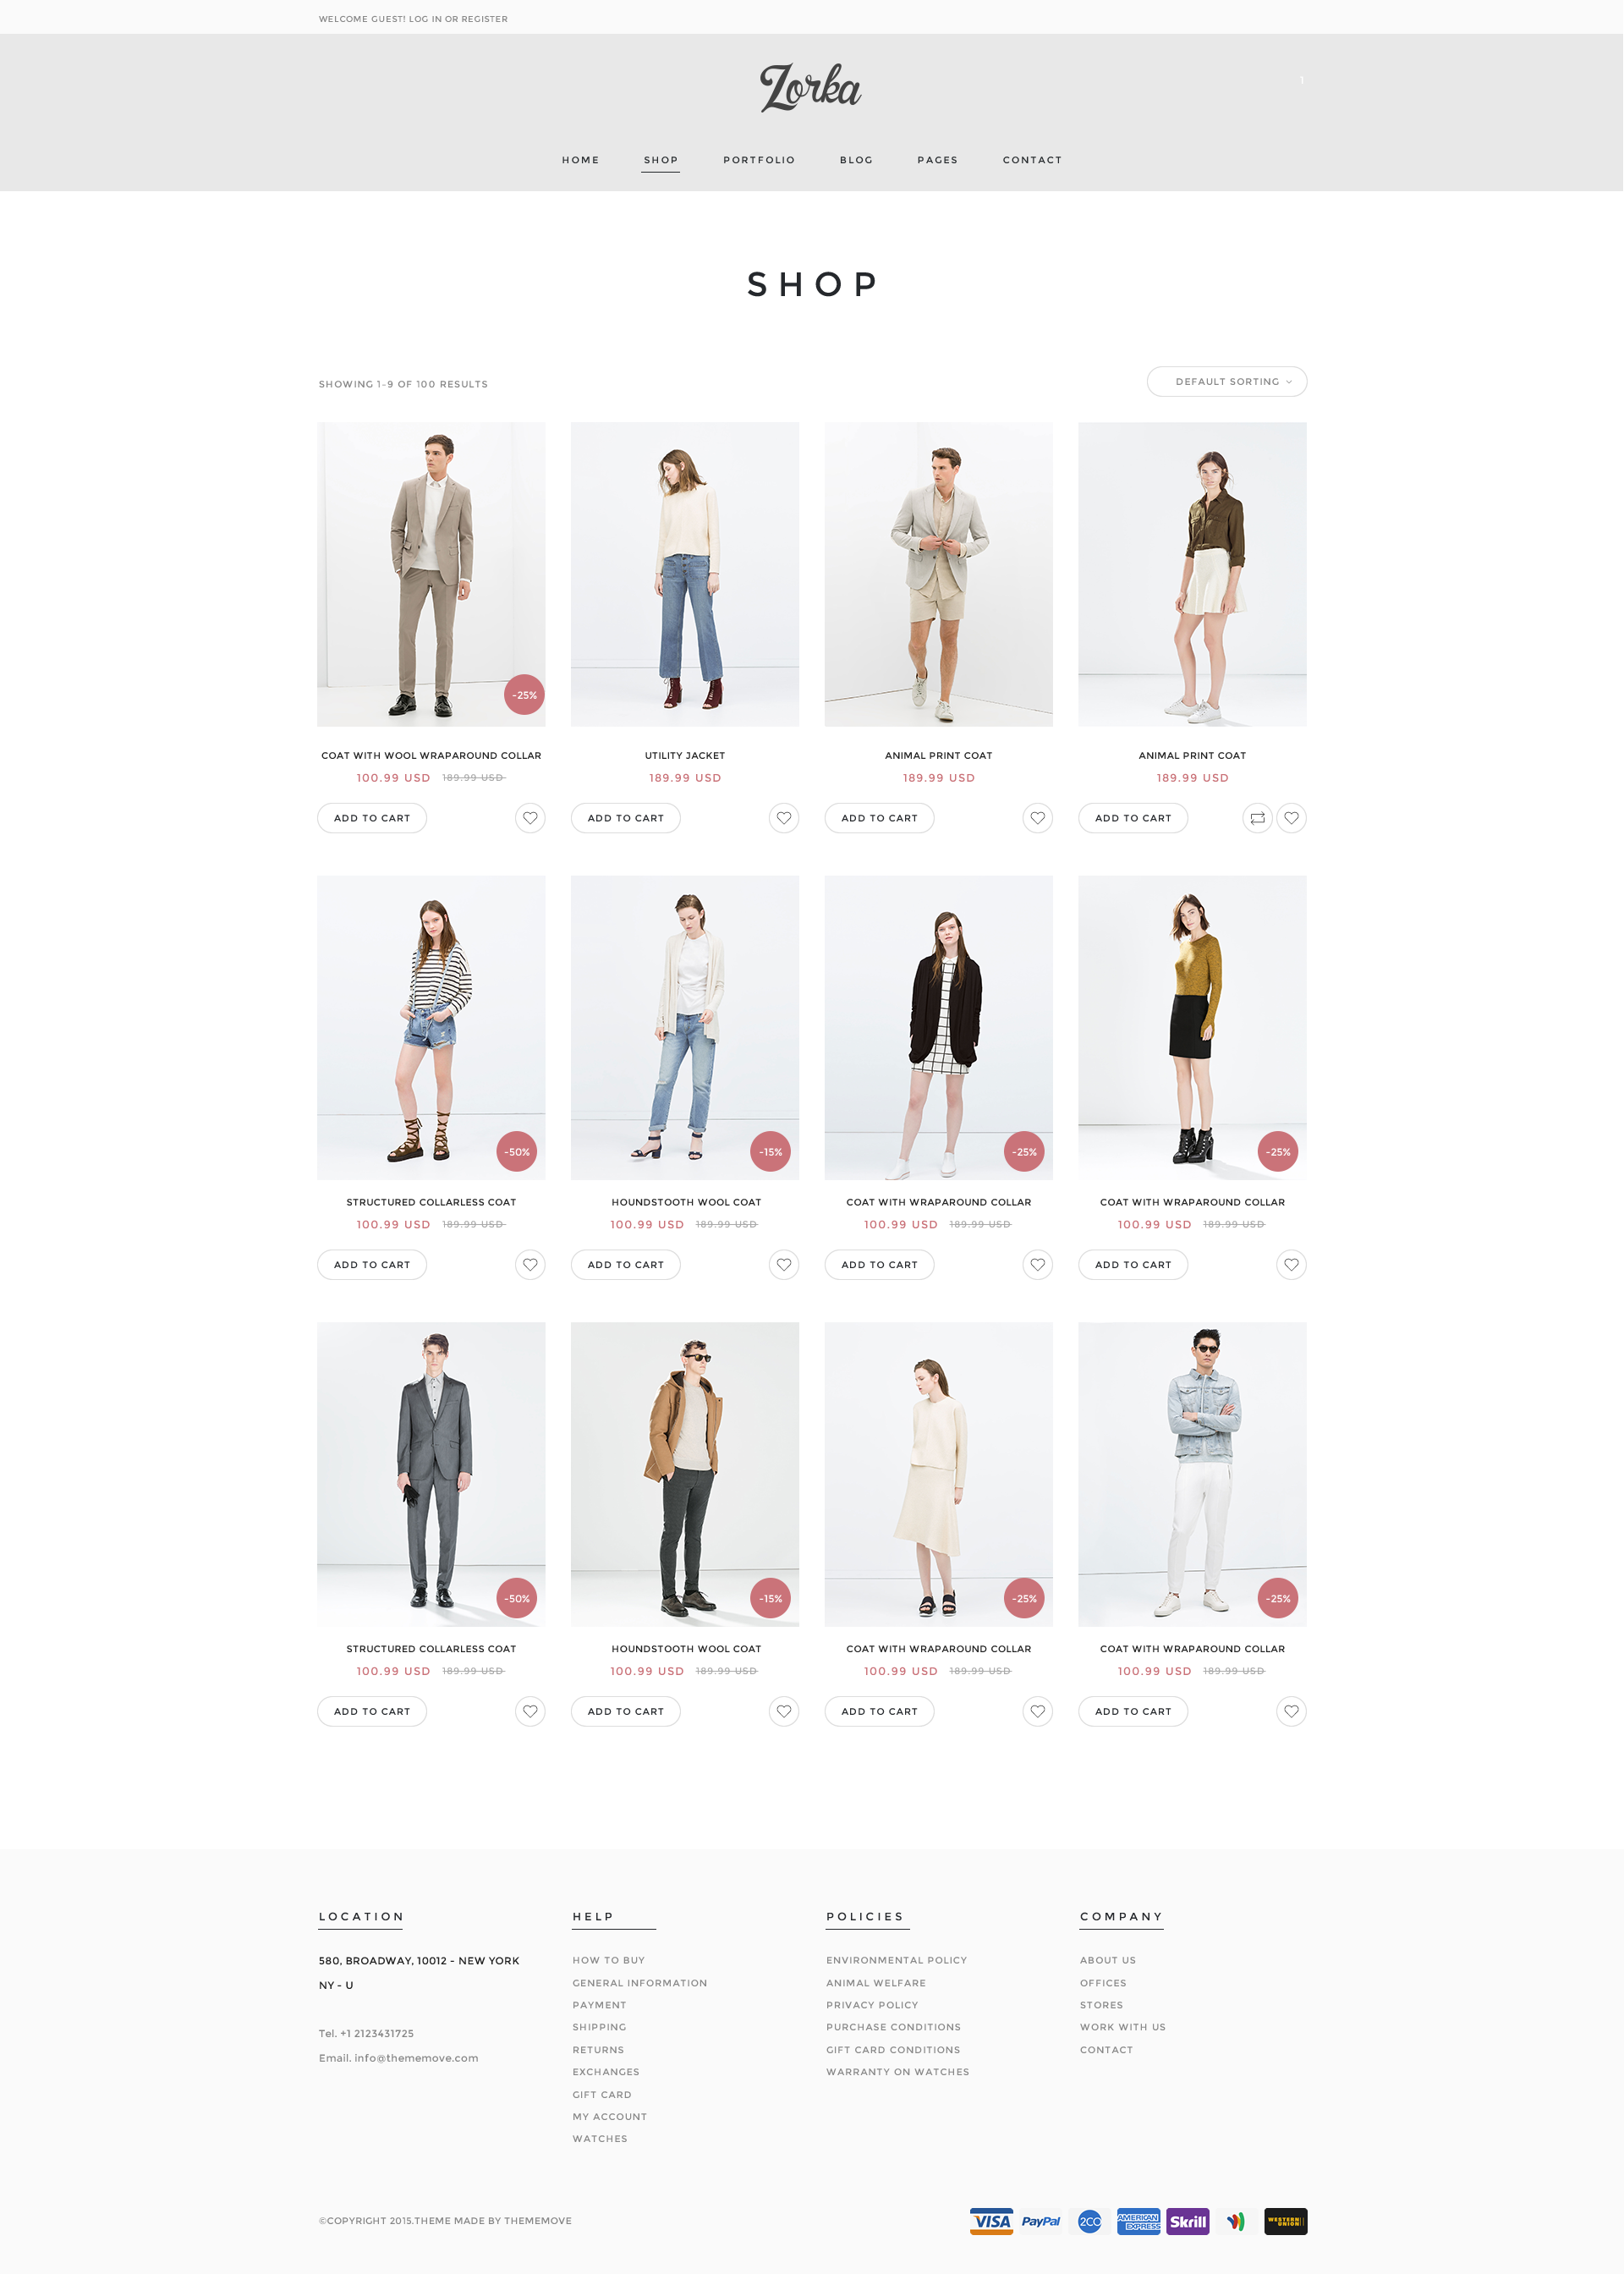 WELCOME GUEST! LOG IN OR REGISTER
Zorka
1
HOME SHOP PORTFOLIO BLOG PAGES CONTACT
SHOP
SHOWING 1-9 OF 100 RESULTS
DEFAULT SORTING
-25%
COAT WITH WOOL WRAPAROUND COLLAR UTILITY JACKET ANIMAL PRINT COAT ANIMAL PRINT COAT
100.99 USD 189.99 USD 189.99 USD 189.99 USD 189.99 USD
ADD TO CART ADD TO CART ADD TO CART ADD TO CART
-50% -15% -25% -25%
STRUCTURED COLLARLESS COAT HOUNDSTOOTH WOOL COAT COAT WITH WRAPAROUND COLLAR COAT WITH WRAPAROUND COLLAR
100.99 USD 189.99 USD 100.99 USD 189.99 USD 100.99 USD 189.99 USD 100.99 USD 189.99 USD
ADD TO CART ADD TO CART ADD TO CART ADD TO CART
-50% -15% -25% -25%
STRUCTURED COLLARLESS COAT HOUNDSTOOTH WOOL COAT COAT WITH WRAPAROUND COLLAR COAT WITH WRAPAROUND COLLAR
100.99 USD 189.99 USD 100.99 USD 189.99 USD 100.99 USD 189.99 USD 100.99 USD 189.99 USD
ADD TO CART ADD TO CART ADD TO CART ADD TO CART
LOCATION
580, BROADWAY, 10012 - NEW YORK
NY - U
Tel. +1 2123431725
Email. info@thememove.com
HELP
HOW TO BUY
GENERAL INFORMATION
PAYMENT
SHIPPING
RETURNS
EXCHANGES
GIFT CARD
MY ACCOUNT
WATCHES
POLICIES
ENVIRONMENTAL POLICY
ANIMAL WELFARE
PRIVACY POLICY
PURCHASE CONDITIONS
GIFT CARD CONDITIONS
WARRANTY ON WATCHES
COMPANY
ABOUT US
OFFICES
STORES
WORK WITH US
CONTACT
©COPYRIGHT 2015.THEME MADE BY THEMEMOVE
VISA PayPal 2CO AMERICAN EXPRESS Skrill WESTERN UNION